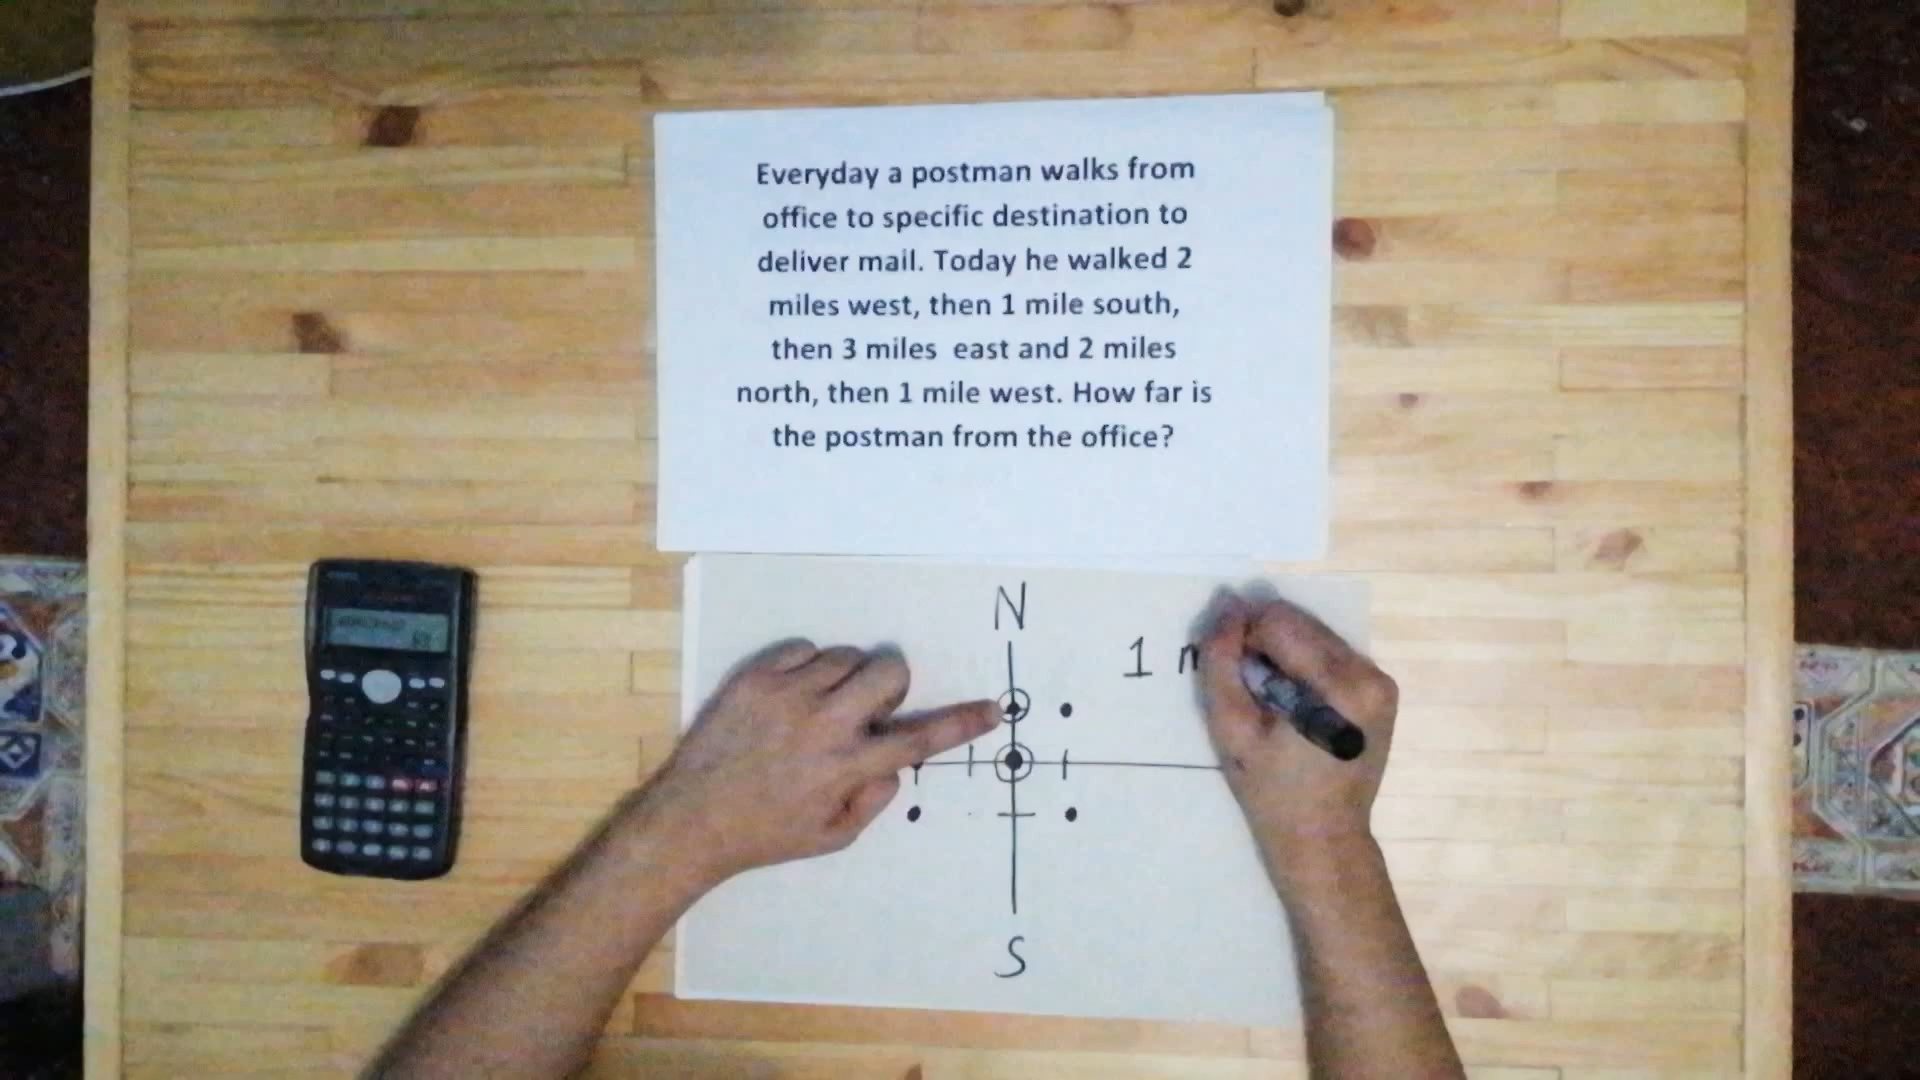 Everyday a postman walks from
office to specific destination to
deliver mail. Today he walked 2
miles west, then 1 mile south,
then 3 miles east and 2 miles
north, then 1 mile west. How far is
the postman from the office?
N
1 m
S